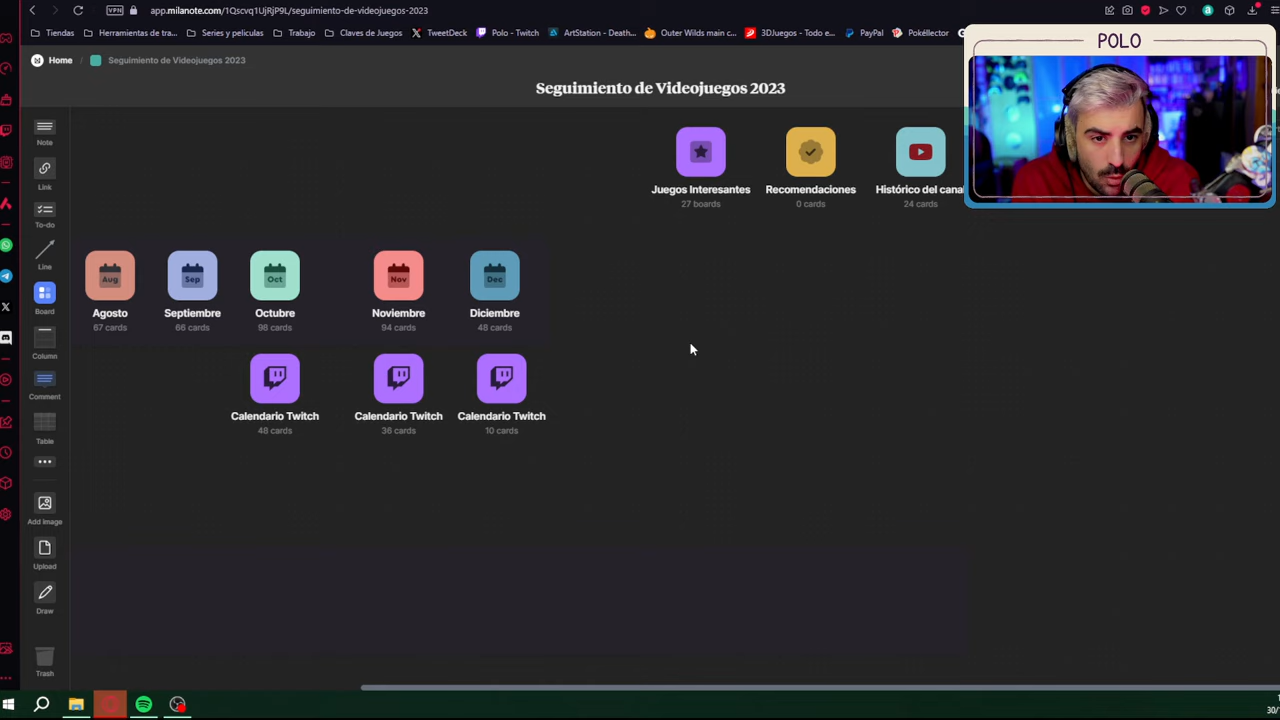 VPN app.milanote.com/1Qscvq1UjRjP9L/seguimiento-de-videojuegos-2023
Tiendas Herramientas de tra... Series y peliculas Trabajo Claves de Juegos TweetDeck Polo - Twitch ArtStation - Death... Outer Wilds main c... 3DJuegos - Todo e... PayPal Pokéllector
POLO
Home / Seguimiento de Videojuegos 2023
Seguimiento de Videojuegos 2023
Note
Link
To-do
Line
Board
Column
Comment
Table
Add image
Upload
Draw
Trash
Juegos Interesantes Recomendaciones Histórico del cana
27 boards 0 cards 24 cards
Aug Sep Oct Nov Dec
Agosto Septiembre Octubre Noviembre Diciembre
67 cards 66 cards 98 cards 94 cards 48 cards
Calendario Twitch Calendario Twitch Calendario Twitch
48 cards 36 cards 10 cards
30/